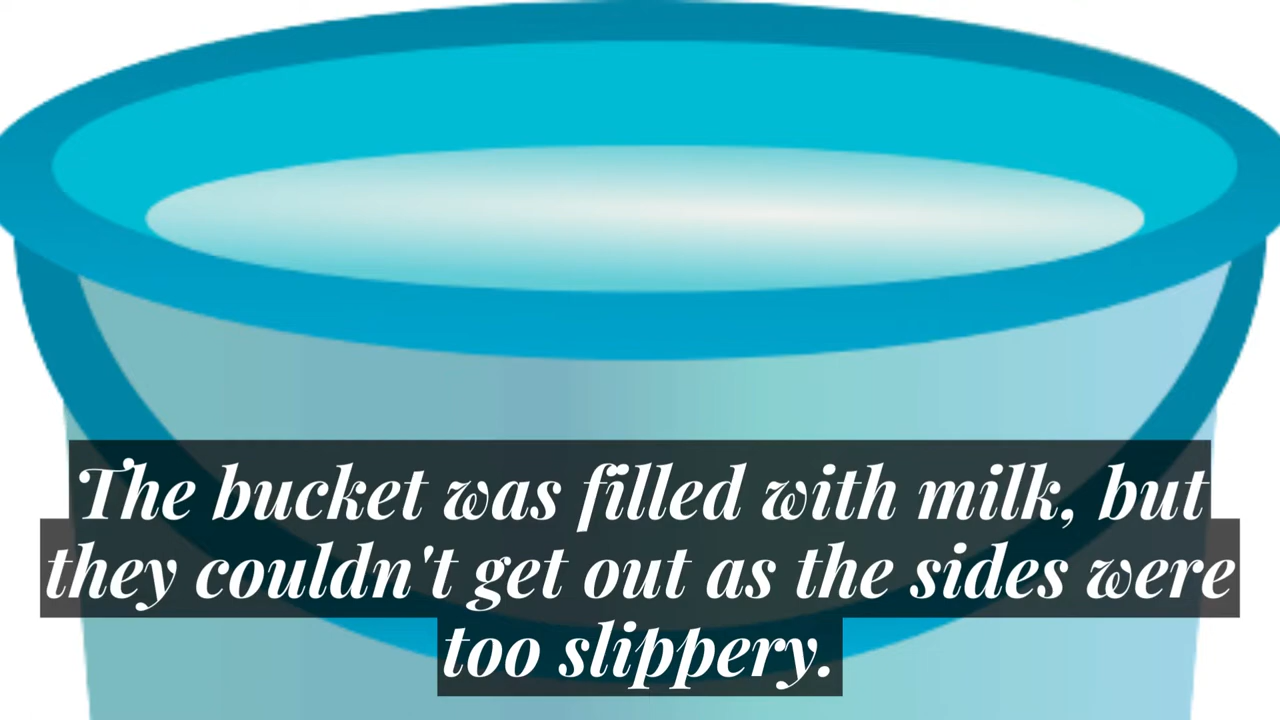 The bucket was filled with milk, but
they couldn't get out as the sides were
too slippery.